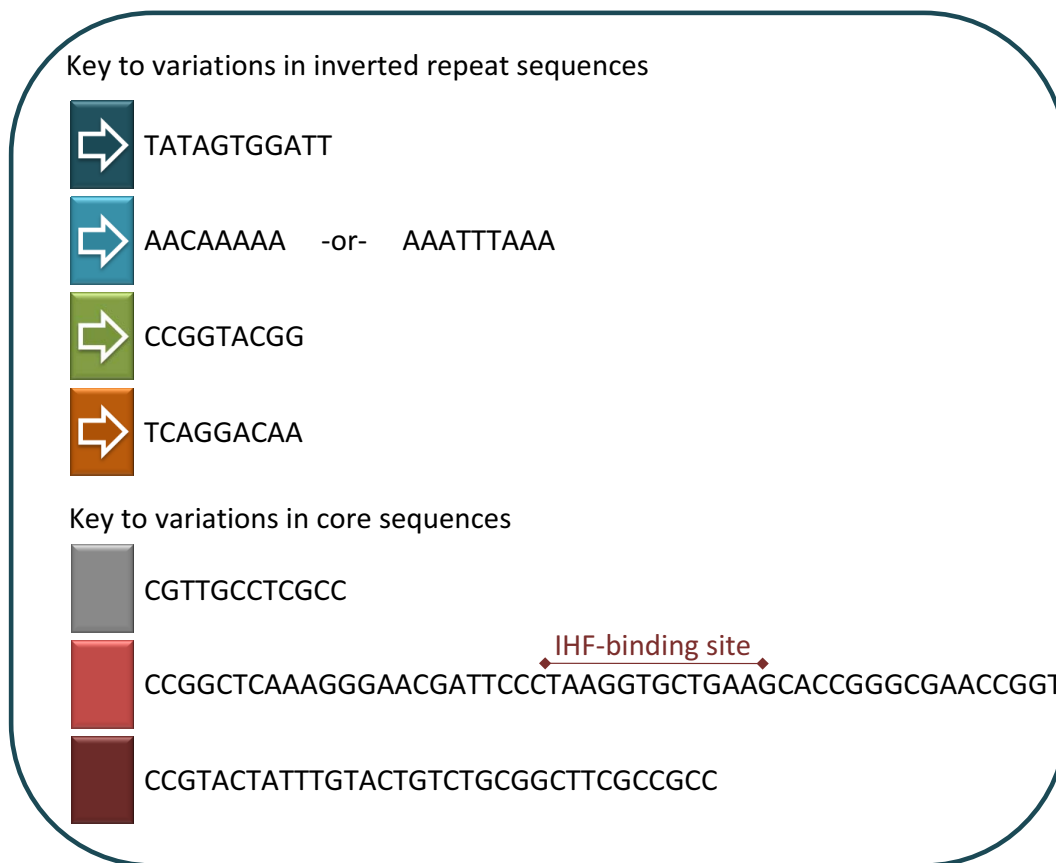 Key to variations in inverted repeat sequences
TATAGTGGATT
AACAAAAA -or- AAATTTAAA
CCGGTACGG
TCAGGACAA
Key to variations in core sequences
CGTTGCCTCGCC
IHF-binding site
CCGGCTCAAAGGGAACGATTCCCTAAGGTGCTGAAGCACCGGGCGAACCGGT
CCGTACTATTTGTACTGTCTGCGGCTTCGCCGCC